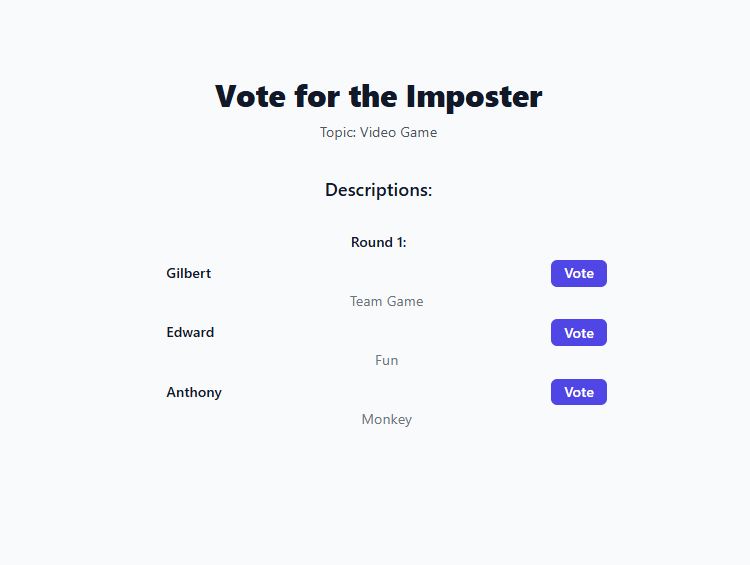 Vote for the Imposter
Topic: Video Game
Descriptions:
Round 1:
Gilbert Vote
Team Game
Edward Vote
Fun
Anthony Vote
Monkey